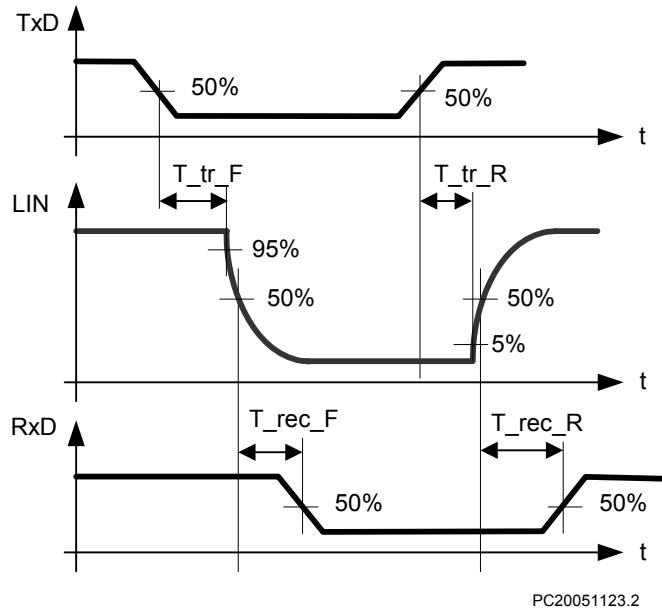 TxD
50%
50%
t
T_tr_F
T_tr_R
LIN
95%
50%
50%
5%
t
RxD
T_rec_F
T_rec_R
50%
50%
t
PC20051123.2